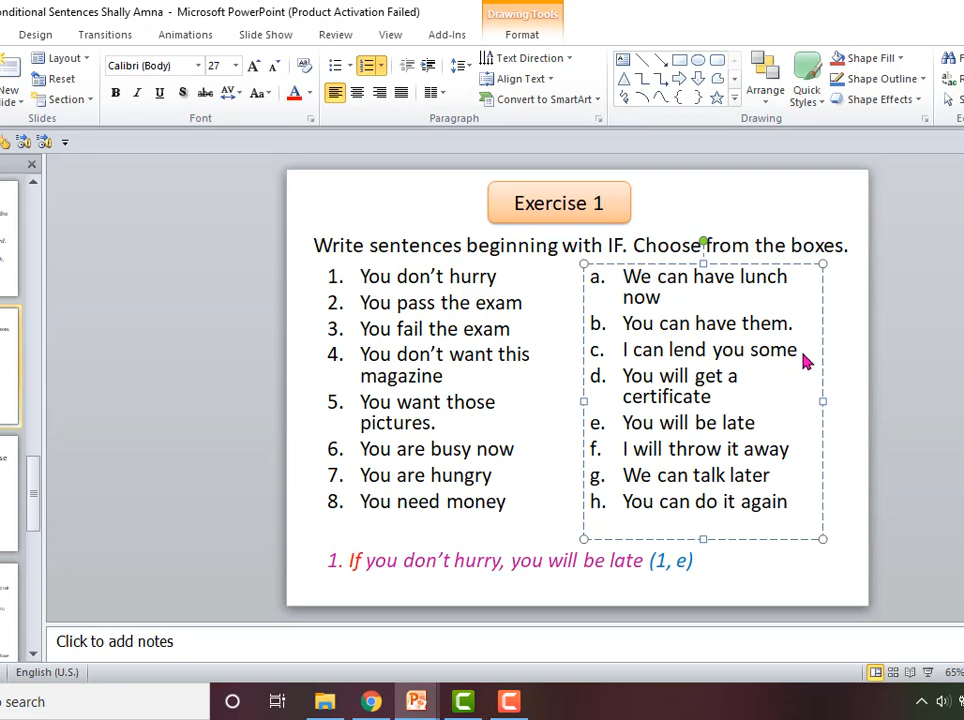 onditional Sentences Shally Amna - Microsoft PowerPoint (Product Activation Failed)
Drawing Tools
Design Transitions Animations Slide Show Review View Add-Ins Format
Layout
Reset
Section
New
Slides
Calibri (Body) 27
Font
Text Direction
Align Text
Convert to SmartArt
Paragraph
Arrange
Quick
Styles
Shape Fill
Shape Outline
Shape Effects
Drawing
Exercise 1
Write sentences beginning with IF. Choose from the boxes.
1. You don't hurry
2. You pass the exam
3. You fail the exam
4. You don't want this
magazine
5. You want those
pictures.
6. You are busy now
7. You are hungry
8. You need money
a. We can have lunch
now
b. You can have them.
c. I can lend you some
d. You will get a
certificate
e. You will be late
f. I will throw it away
g. We can talk later
h. You can do it again
1. If you don't hurry, you will be late (1, e)
Click to add notes
English (U.S.)
65%
o search